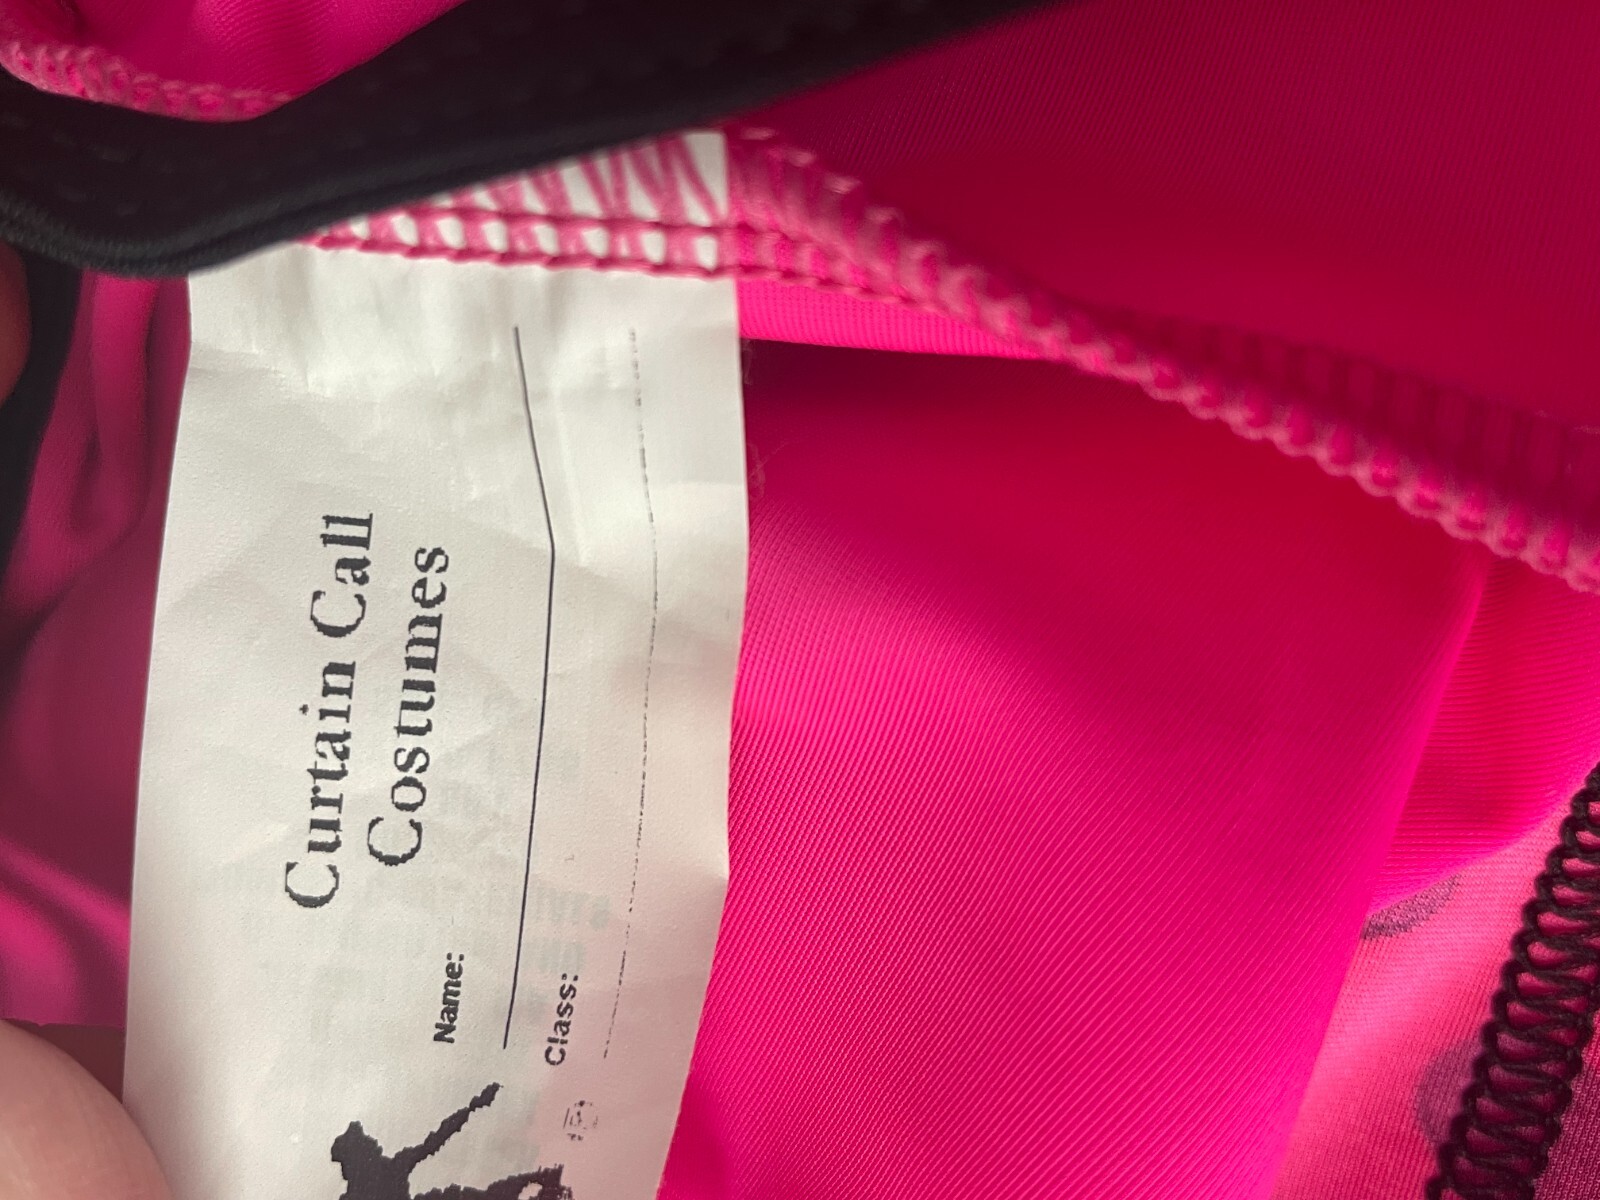 Curtain Call
Costumes
Name:
Class: